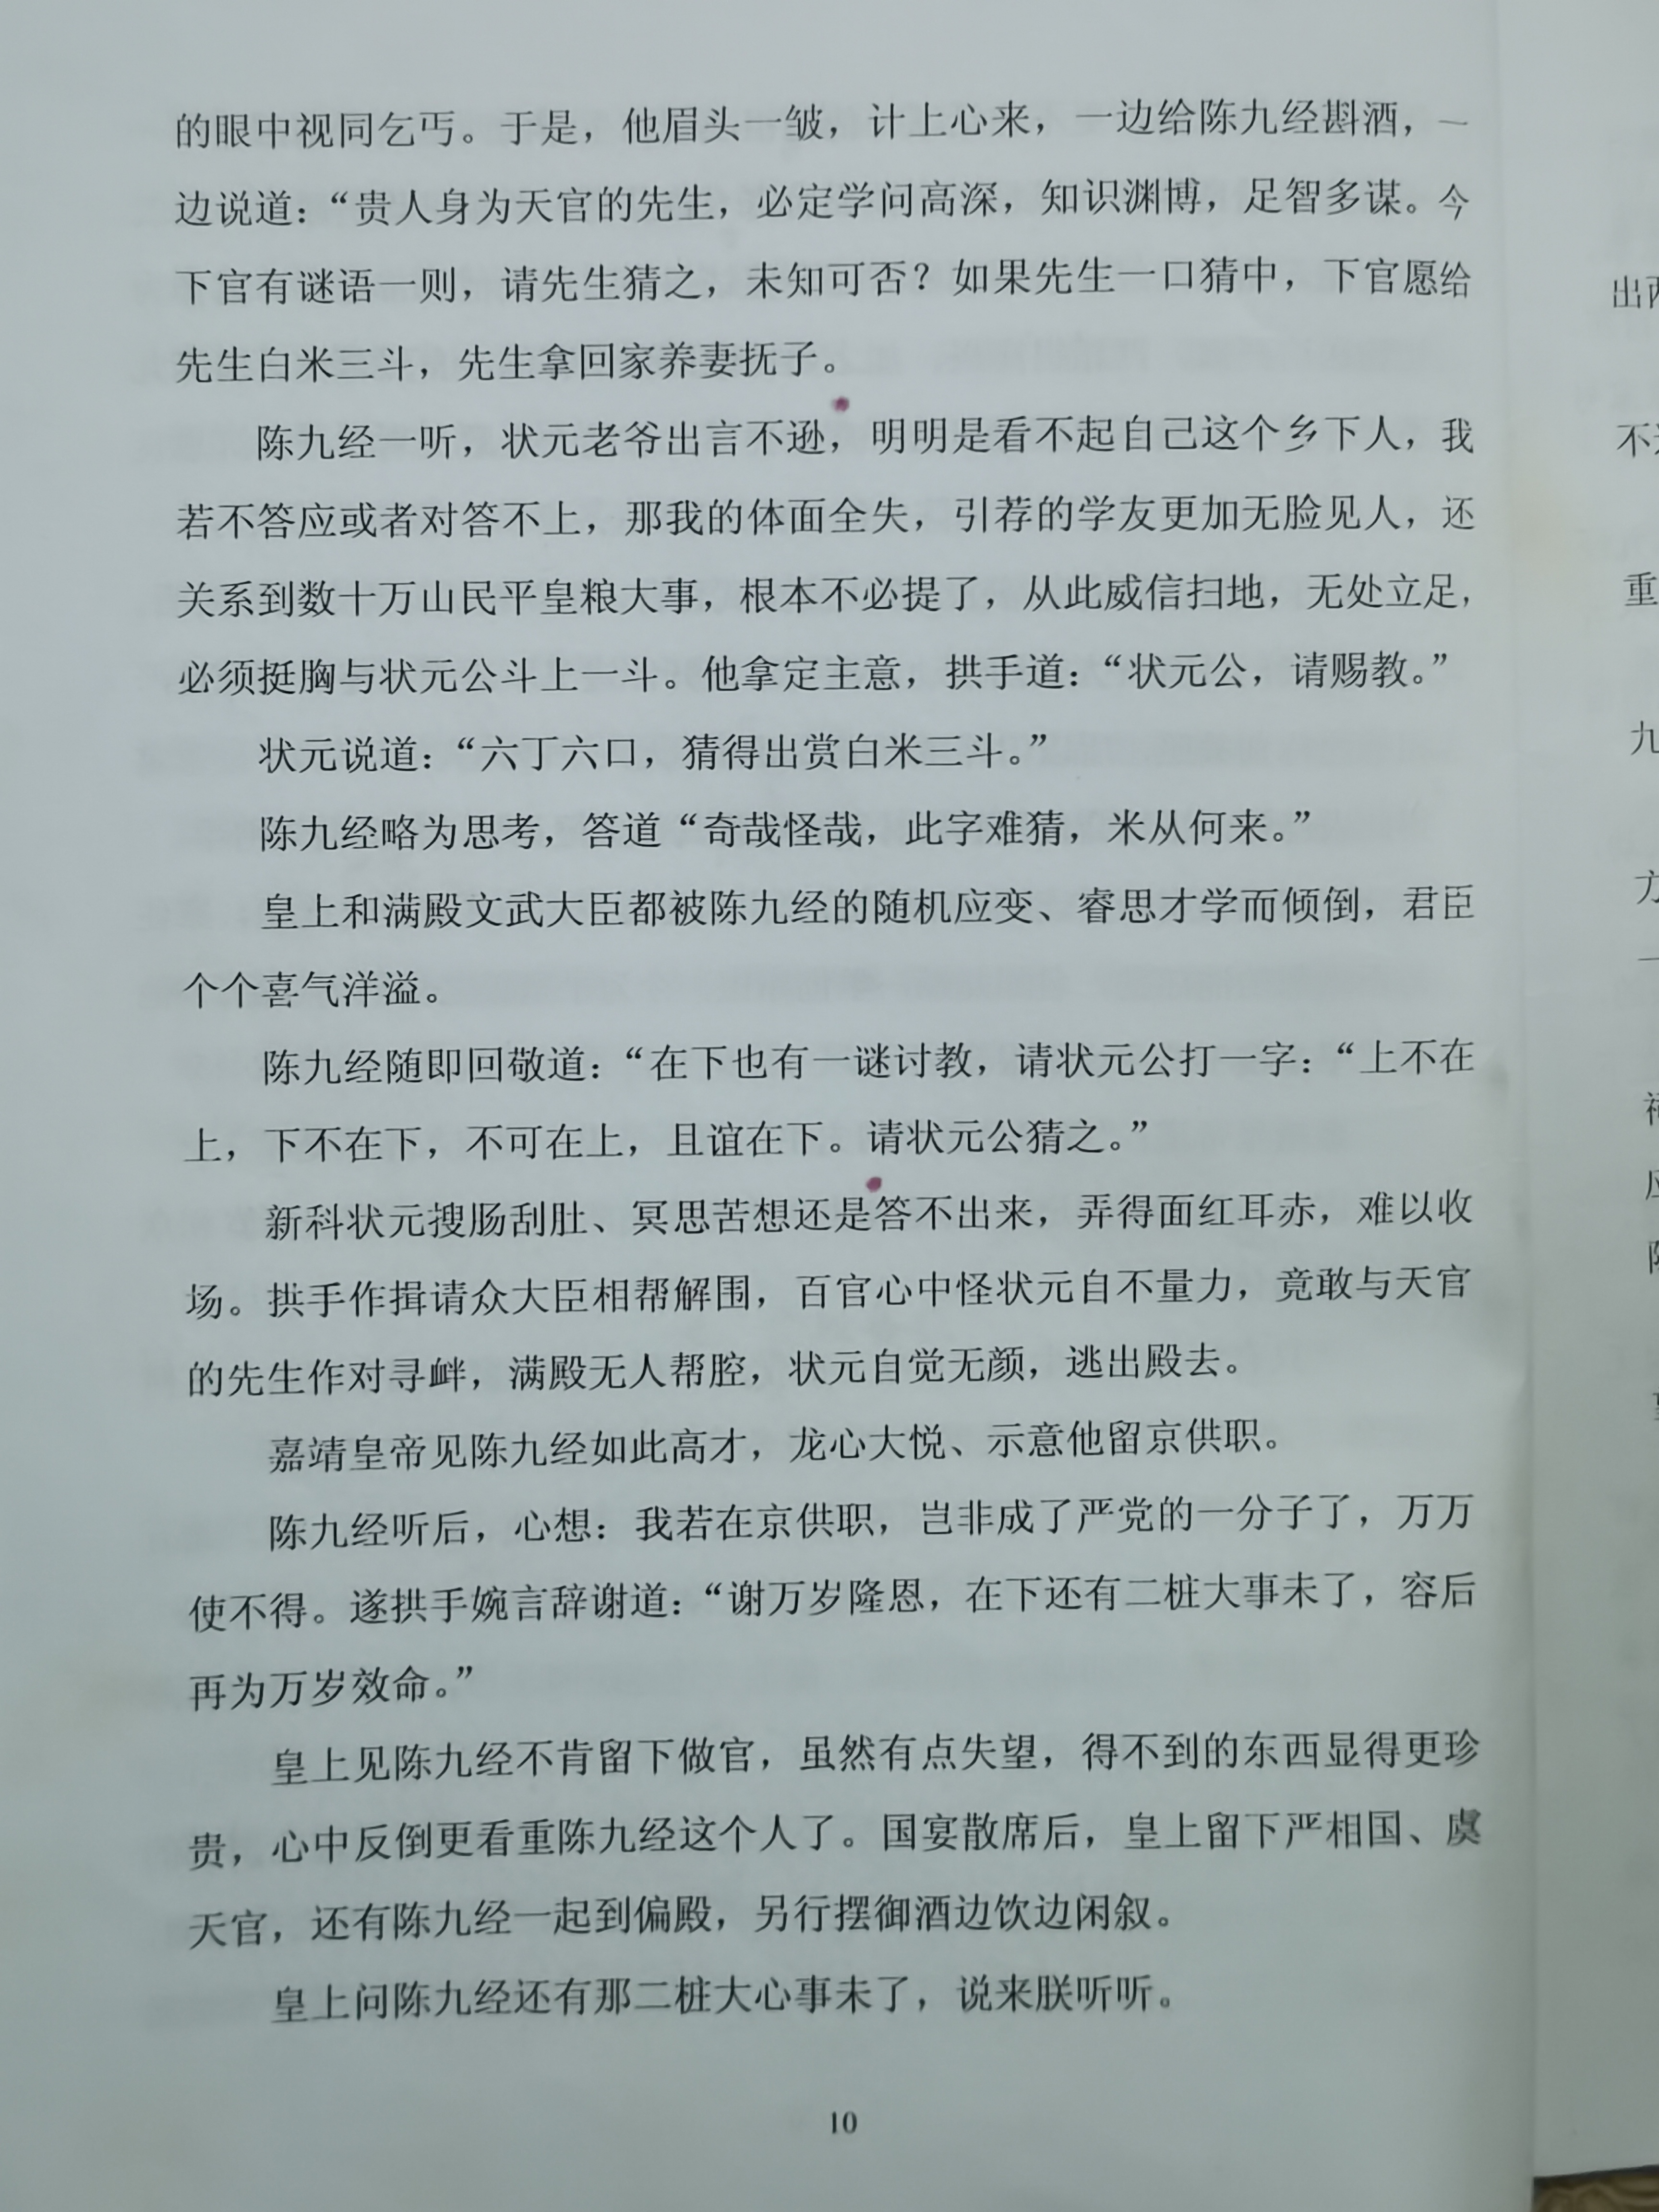 的眼中视同乞丐。于是，他眉头一皱，计上心来，一边给陈九经斟酒，一
边说道：“贵人身为天官的先生，必定学问高深，知识渊博，足智多谋。今
下官有谜语一则，请先生猜之，未知可否？如果先生一口猜中，下官愿给
先生白米三斗，先生拿回家养妻抚子。
陈九经一听，状元老爷出言不逊，明明是看不起自己这个乡下人，我
若不答应或者对答不上，那我的体面全失，引荐的学友更加无脸见人，还
关系到数十万山民平皇粮大事，根本不必提了，从此威信扫地，无处立足，
必须挺胸与状元公斗上一斗。他拿定主意，拱手道：“状元公，请赐教。”
状元说道：“六丁六口，猜得出赏白米三斗。”
陈九经略为思考，答道“奇哉怪哉，此字难猜，米从何来。”
皇上和满殿文武大臣都被陈九经的随机应变、睿思才学而倾倒，君臣
个个喜气洋溢。
陈九经随即回敬道：“在下也有一谜讨教，请状元公打一字：“上不在
上，下不在下，不可在上，且谊在下。请状元公猜之。”
新科状元搜肠刮肚、冥思苦想还是答不出来，弄得面红耳赤，难以收
场。拱手作揖请众大臣相帮解围，百官心中怪状元自不量力，竟敢与天官
的先生作对寻衅，满殿无人帮腔，状元自觉无颜，逃出殿去。
嘉靖皇帝见陈九经如此高才，龙心大悦、示意他留京供职。
陈九经听后，心想：我若在京供职，岂非成了严党的一分子了，万万
使不得。遂拱手婉言辞谢道：“谢万岁隆恩，在下还有二桩大事未了，容后
再为万岁效命。”
皇上见陈九经不肯留下做官，虽然有点失望，得不到的东西显得更珍
贵，心中反倒更看重陈九经这个人了。国宴散席后，皇上留下严相国、虞
天官，还有陈九经一起到偏殿，另行摆御酒边饮边闲叙。
皇上问陈九经还有那二桩大心事未了，说来朕听听。
10
出
不
重
九
方
一